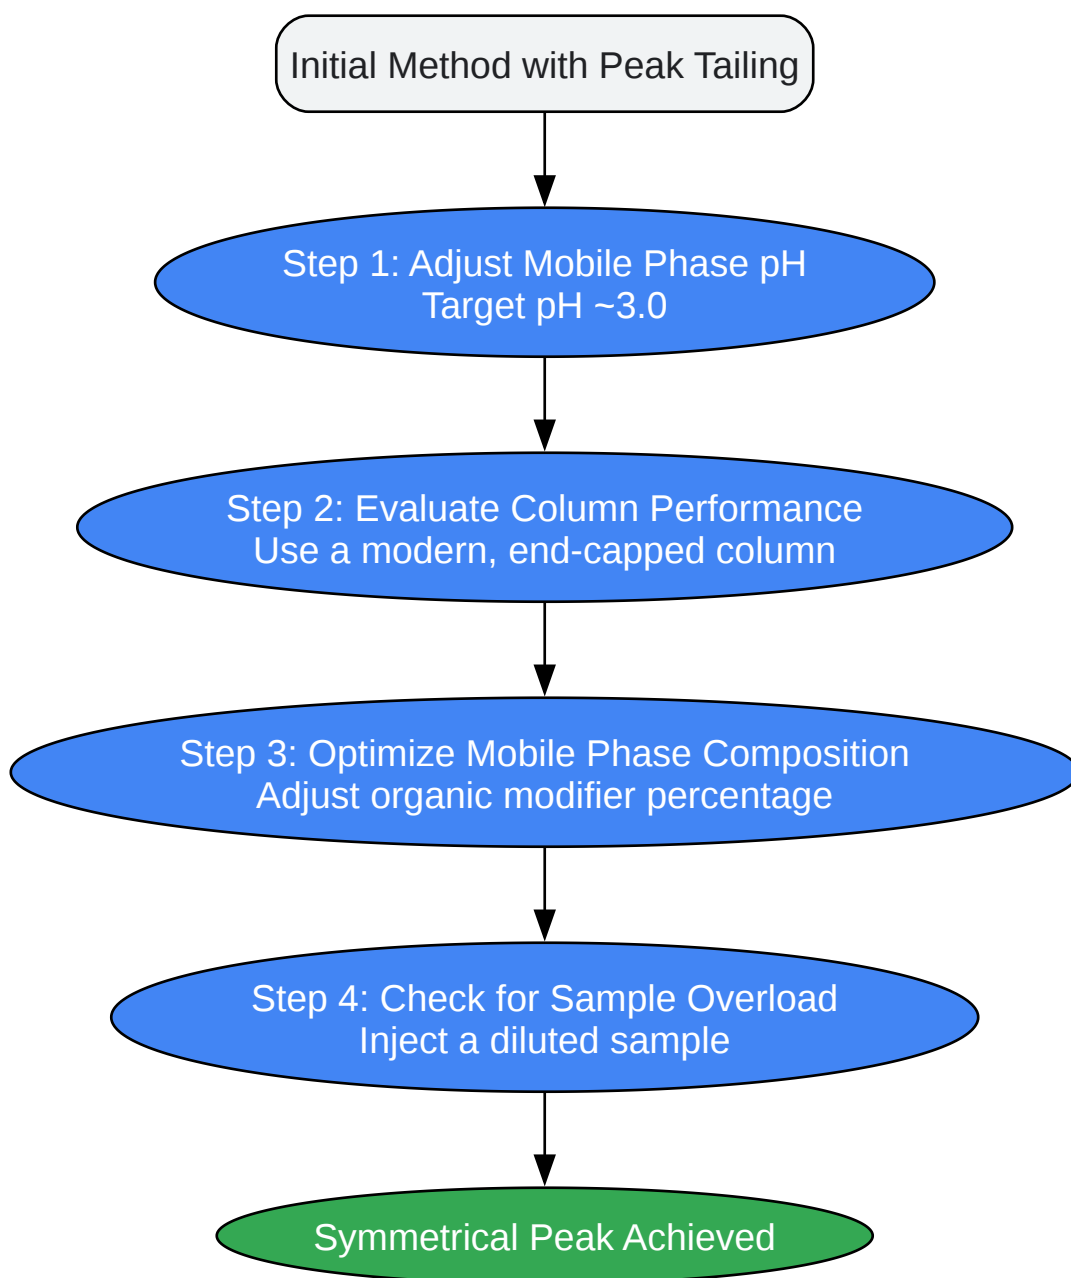 Initial Method with Peak Tailing
Step 1: Adjust Mobile Phase pH
Target pH ~3.0
Step 2: Evaluate Column Performance
Use a modern, end-capped column
Step 3: Optimize Mobile Phase Composition
Adjust organic modifier percentage
Step 4: Check for Sample Overload
Inject a diluted sample
Symmetrical Peak Achieved